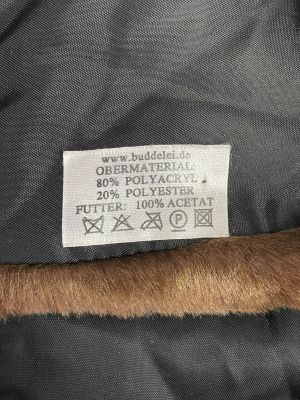 www.buddelei.de
OBERMATERIAL:
80% POLYACRYL
20% POLYESTER
FUTTER: 100% ACETAT
P